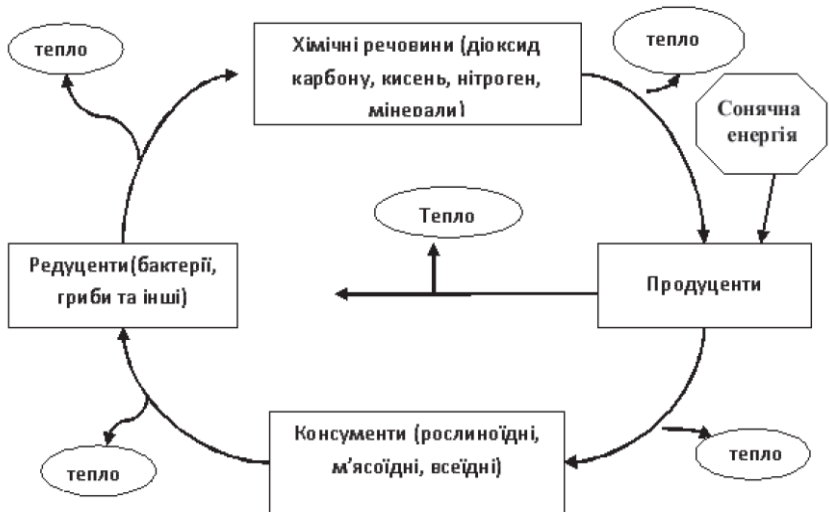 тепло
Хімічні речовини (діоксид
карбону, кисень, нітроген,
мінерали)
тепло
Сонячна
енергія
Тепло
Редуценти(бактерії,
гриби та інші)
Продуценти
Консументи (рослиноїдні,
м'ясоїдні, всеїдні)
тепло
тепло